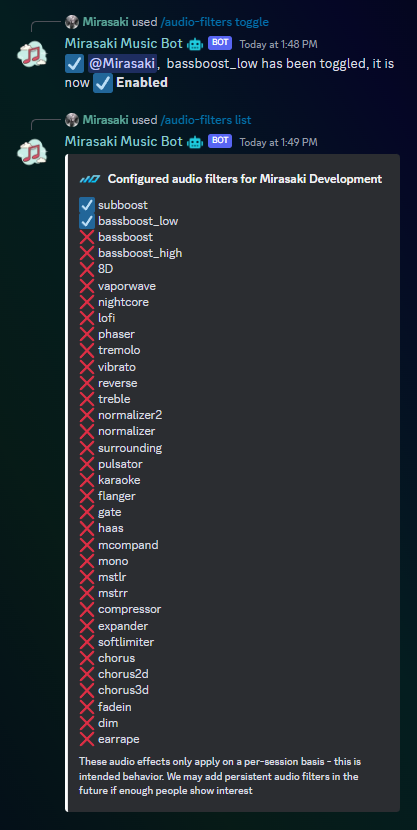 Mirasaki used /audio-filters toggle
Mirasaki Music Bot BOT Today at 1:48 PM
@Mirasaki, bassboost_low has been toggled, it is
now Enabled
Mirasaki used /audio-filters list
Mirasaki Music Bot BOT Today at 1:49 PM
Configured audio filters for Mirasaki Development
subboost
bassboost_low
bassboost
bassboost_high
8D
vaporwave
nightcore
lofi
phaser
tremolo
vibrato
reverse
treble
normalizer2
normalizer
surrounding
pulsator
karaoke
flanger
gate
haas
mcompand
mono
mstlr
mstrr
compressor
expander
softlimiter
chorus
chorus2d
chorus3d
fadein
dim
earrape
These audio effects only apply on a per-session basis - this is
intended behavior. We may add persistent audio filters in the
future if enough people show interest